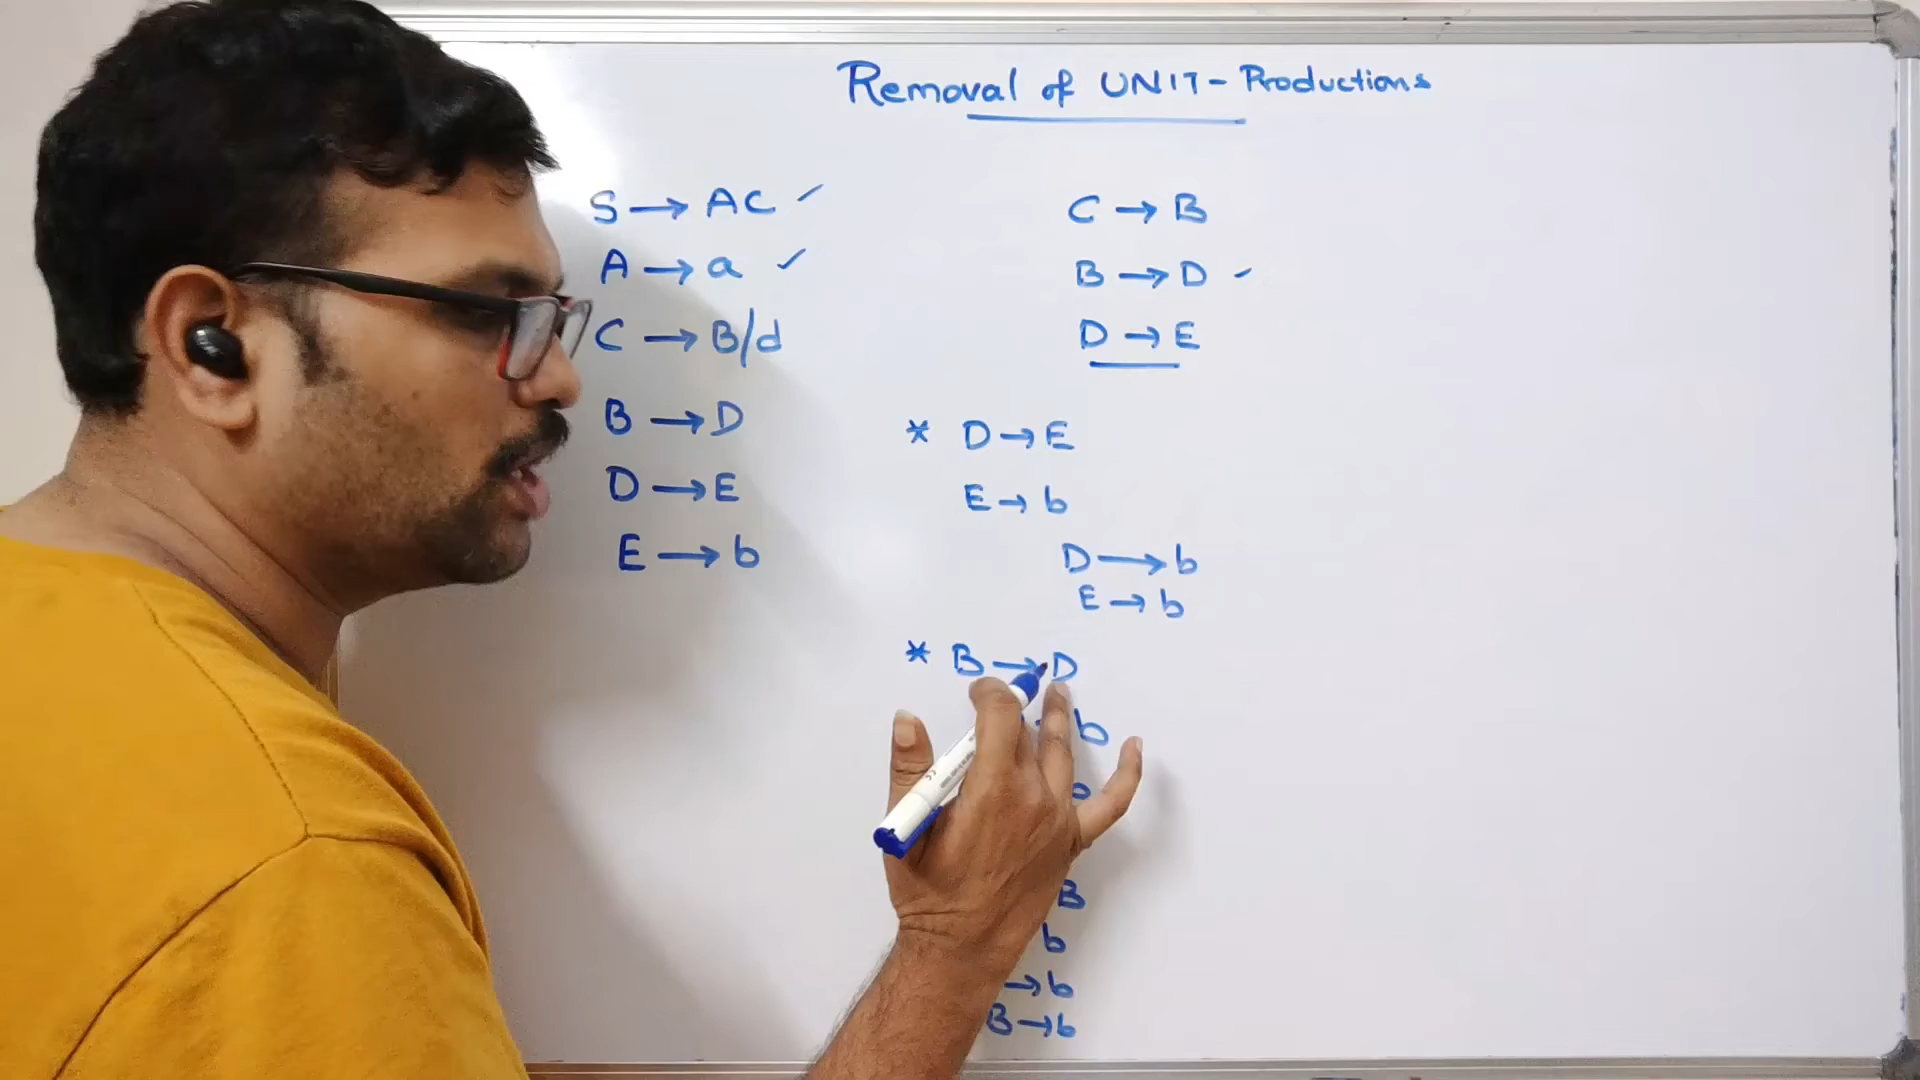 Removal of UNIT - Productions
S → AC ✓
A → a ✓
C → B/d
B → D
D → E
E → b
C → B
B → D ✓
D → E
* D → E
E → b
D → b
E → b
* B → D
b
b
B
b
→ b
B → b